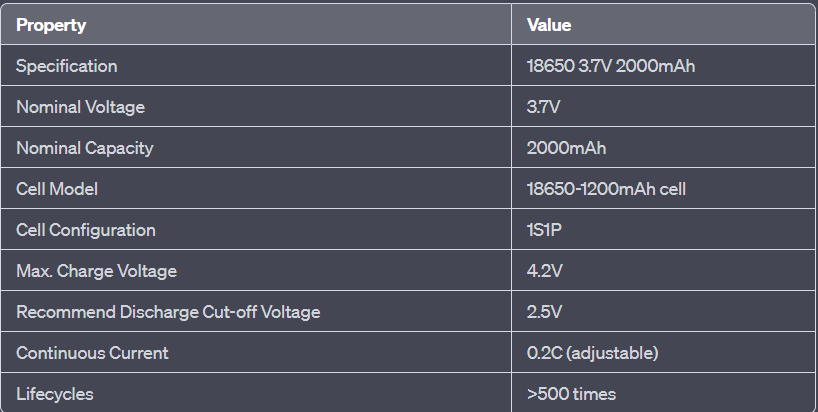 Property Value
Specification 18650 3.7V 2000mAh
Nominal Voltage 3.7V
Nominal Capacity 2000mAh
Cell Model 18650-1200mAh cell
Cell Configuration 1S1P
Max. Charge Voltage 4.2V
Recommend Discharge Cut-off Voltage 2.5V
Continuous Current 0.2C (adjustable)
Lifecycles >500 times